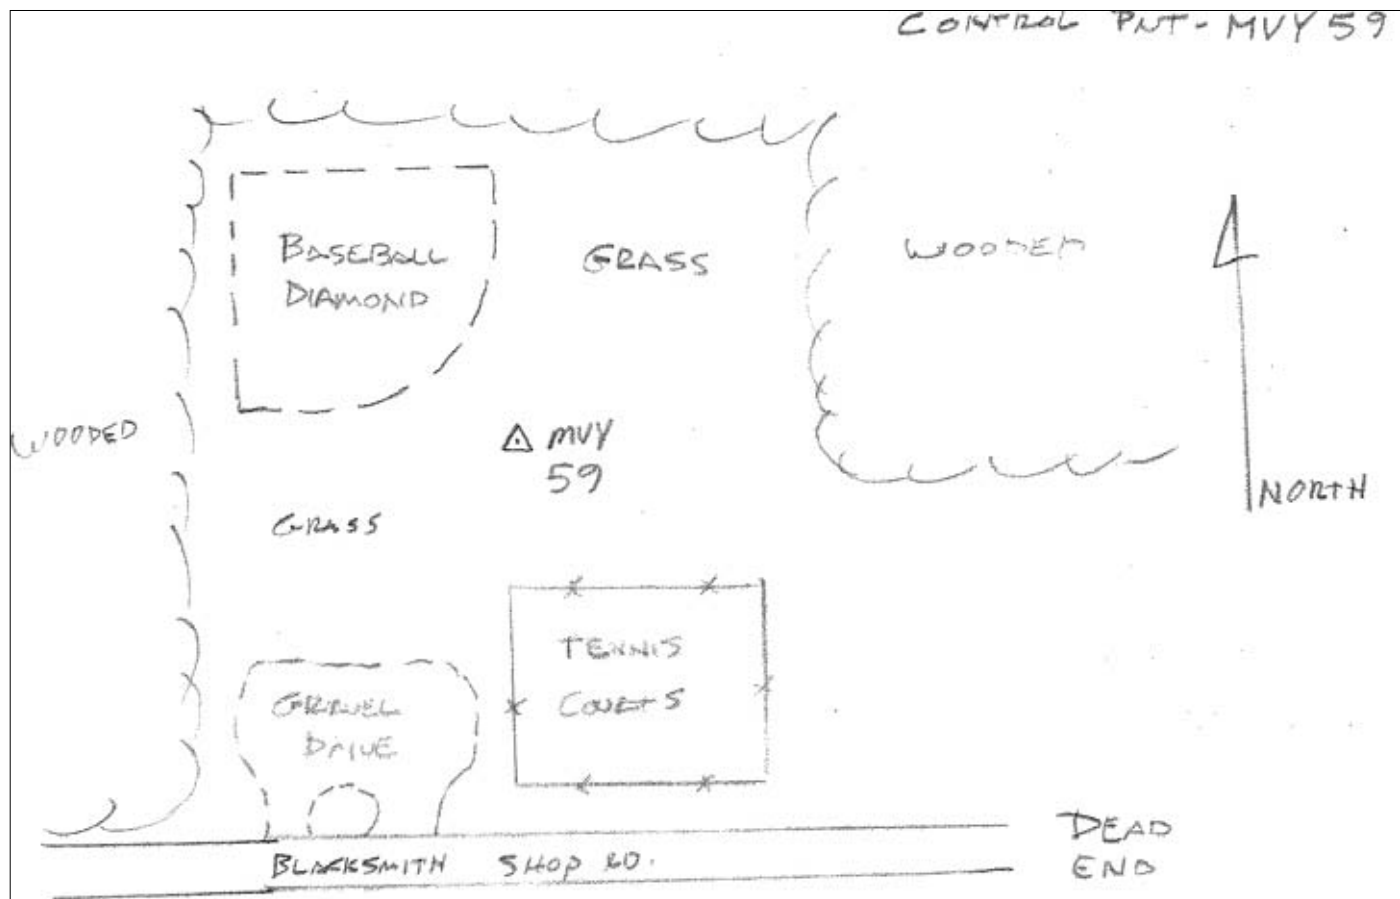 CONTROL PNT - MVY 59
BASEBALL
DIAMOND
GRASS
WOODED
WOODED
MVY
59
NORTH
GRASS
TENNIS
COURTS
GRAVEL
DRIVE
DEAD
END
BLACKSMITH SHOP RD.